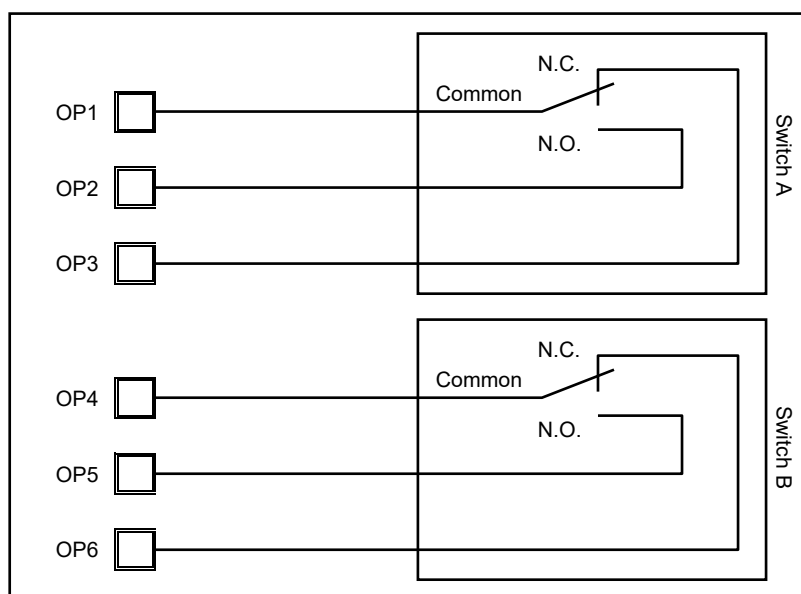 N.C.
Common
OP1
N.O.
OP2
OP3
Switch A
N.C.
Common
OP4
N.O.
OP5
OP6
Switch B